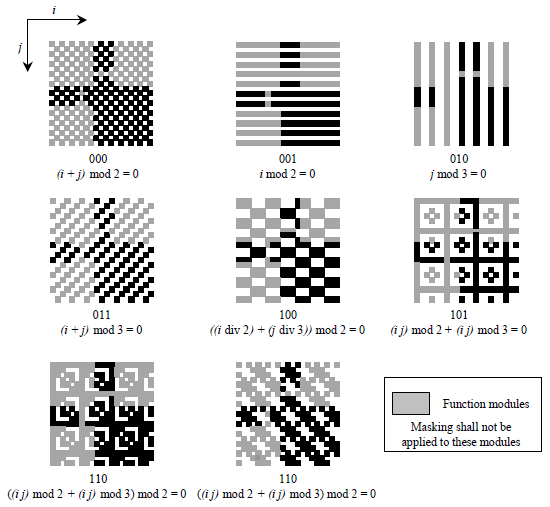 i
j
000
(i + j) mod 2 = 0
001
i mod 2 = 0
010
j mod 3 = 0
011
(i + j) mod 3 = 0
100
((i div 2) + (j div 3)) mod 2 = 0
101
(i j) mod 2 + (i j) mod 3 = 0
110
((i j) mod 2 + (i j) mod 3) mod 2 = 0
110
((i j) mod 2 + (i j) mod 3) mod 2 = 0
Function modules
Masking shall not be
applied to these modules